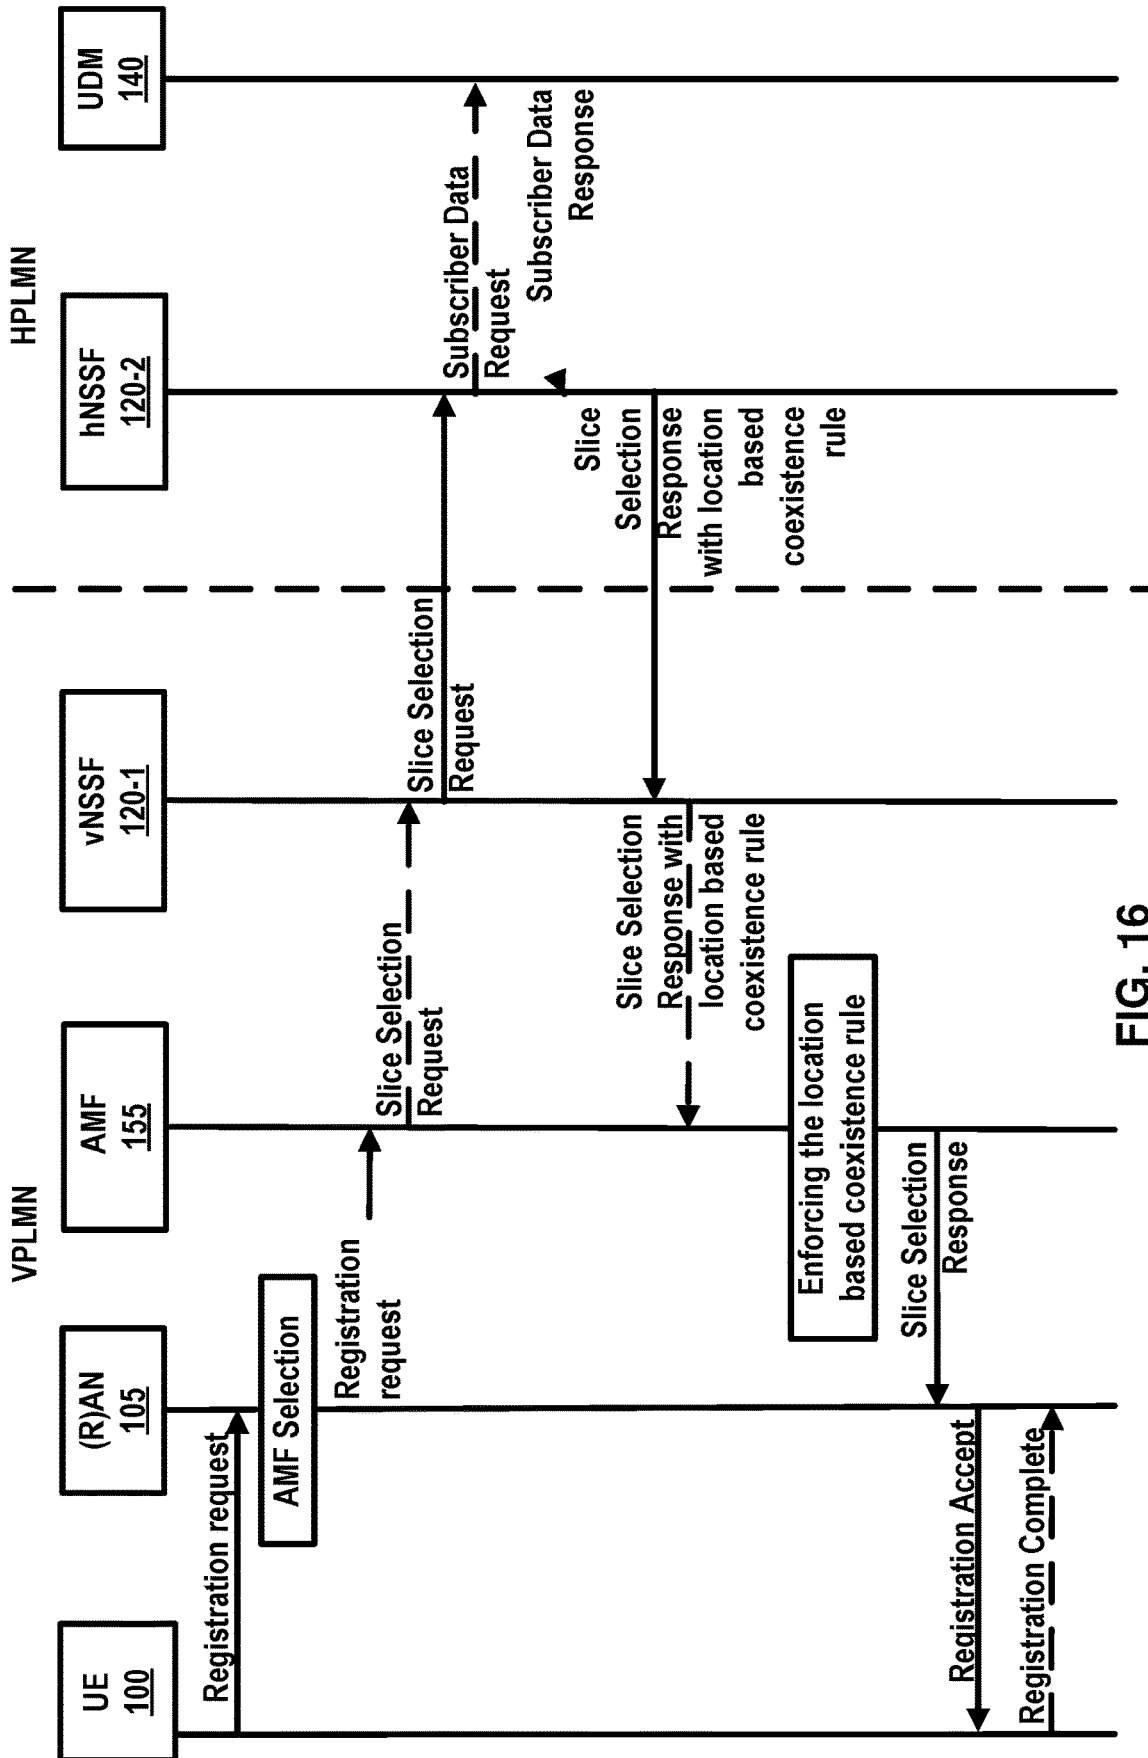 VPLMN
HPLMN
UE
100
(R)AN
105
AMF
155
vNSSF
120-1
hNSSF
120-2
UDM
140
Registration request
AMF Selection
Registration
request
Slice Selection
Request
Slice Selection
Request
Subscriber Data
Request
Subscriber Data
Response
Slice
Selection
Response
with location
based
coexistence
rule
Slice Selection
Response with
location based
coexistence rule
Enforcing the location
based coexistence rule
Slice Selection
Response
Registration Accept
Registration Complete
FIG. 16